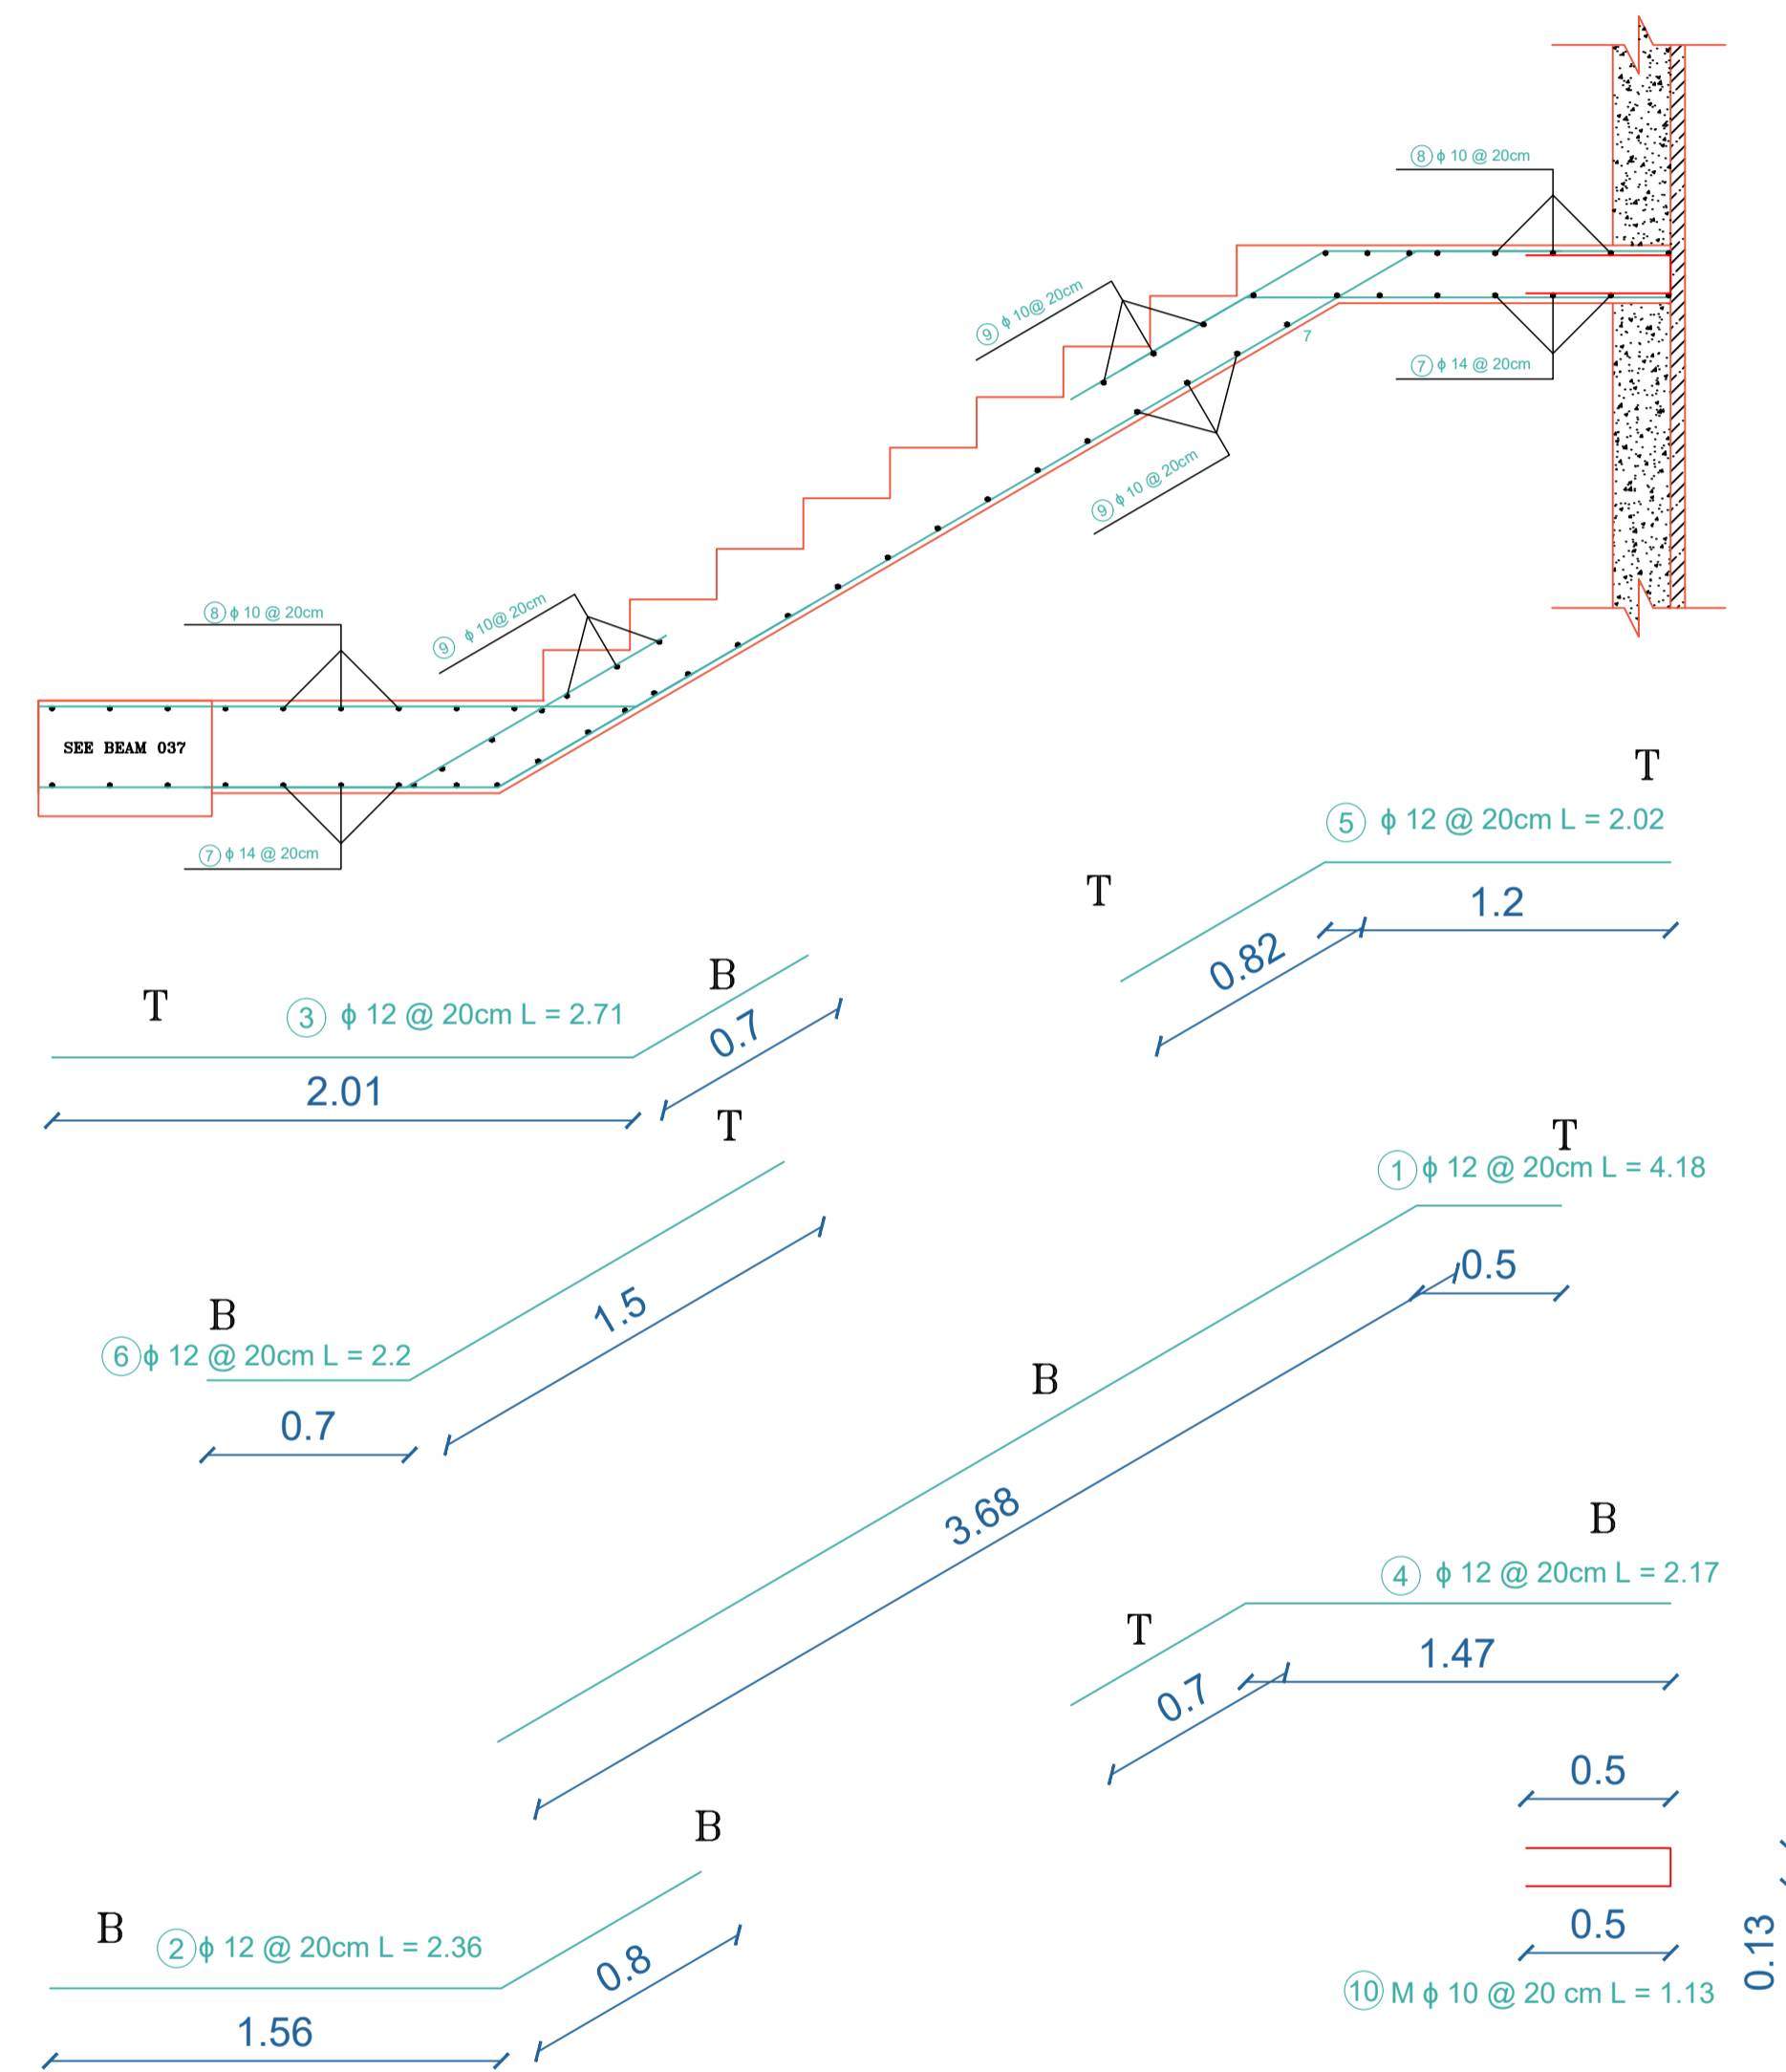 ⑧ ϕ 10 @ 20cm
⑨ ϕ 10@ 20cm
7
⑦ ϕ 14 @ 20cm
⑨ ϕ 10 @ 20cm
⑧ ϕ 10 @ 20cm
⑨ ϕ 10@ 20cm
SEE BEAM 037
⑦ ϕ 14 @ 20cm
T
⑤ ϕ 12 @ 20cm L = 2.02
T
1.2
0.82
T
③ ϕ 12 @ 20cm L = 2.71
B
0.7
2.01
T
T
① ϕ 12 @ 20cm L = 4.18
0.5
B
⑥ ϕ 12 @ 20cm L = 2.2
1.5
0.7
B
3.68
B
④ ϕ 12 @ 20cm L = 2.17
T
1.47
0.7
0.5
B
B
② ϕ 12 @ 20cm L = 2.36
0.8
1.56
0.5
0.13
⑩ M ϕ 10 @ 20 cm L = 1.13